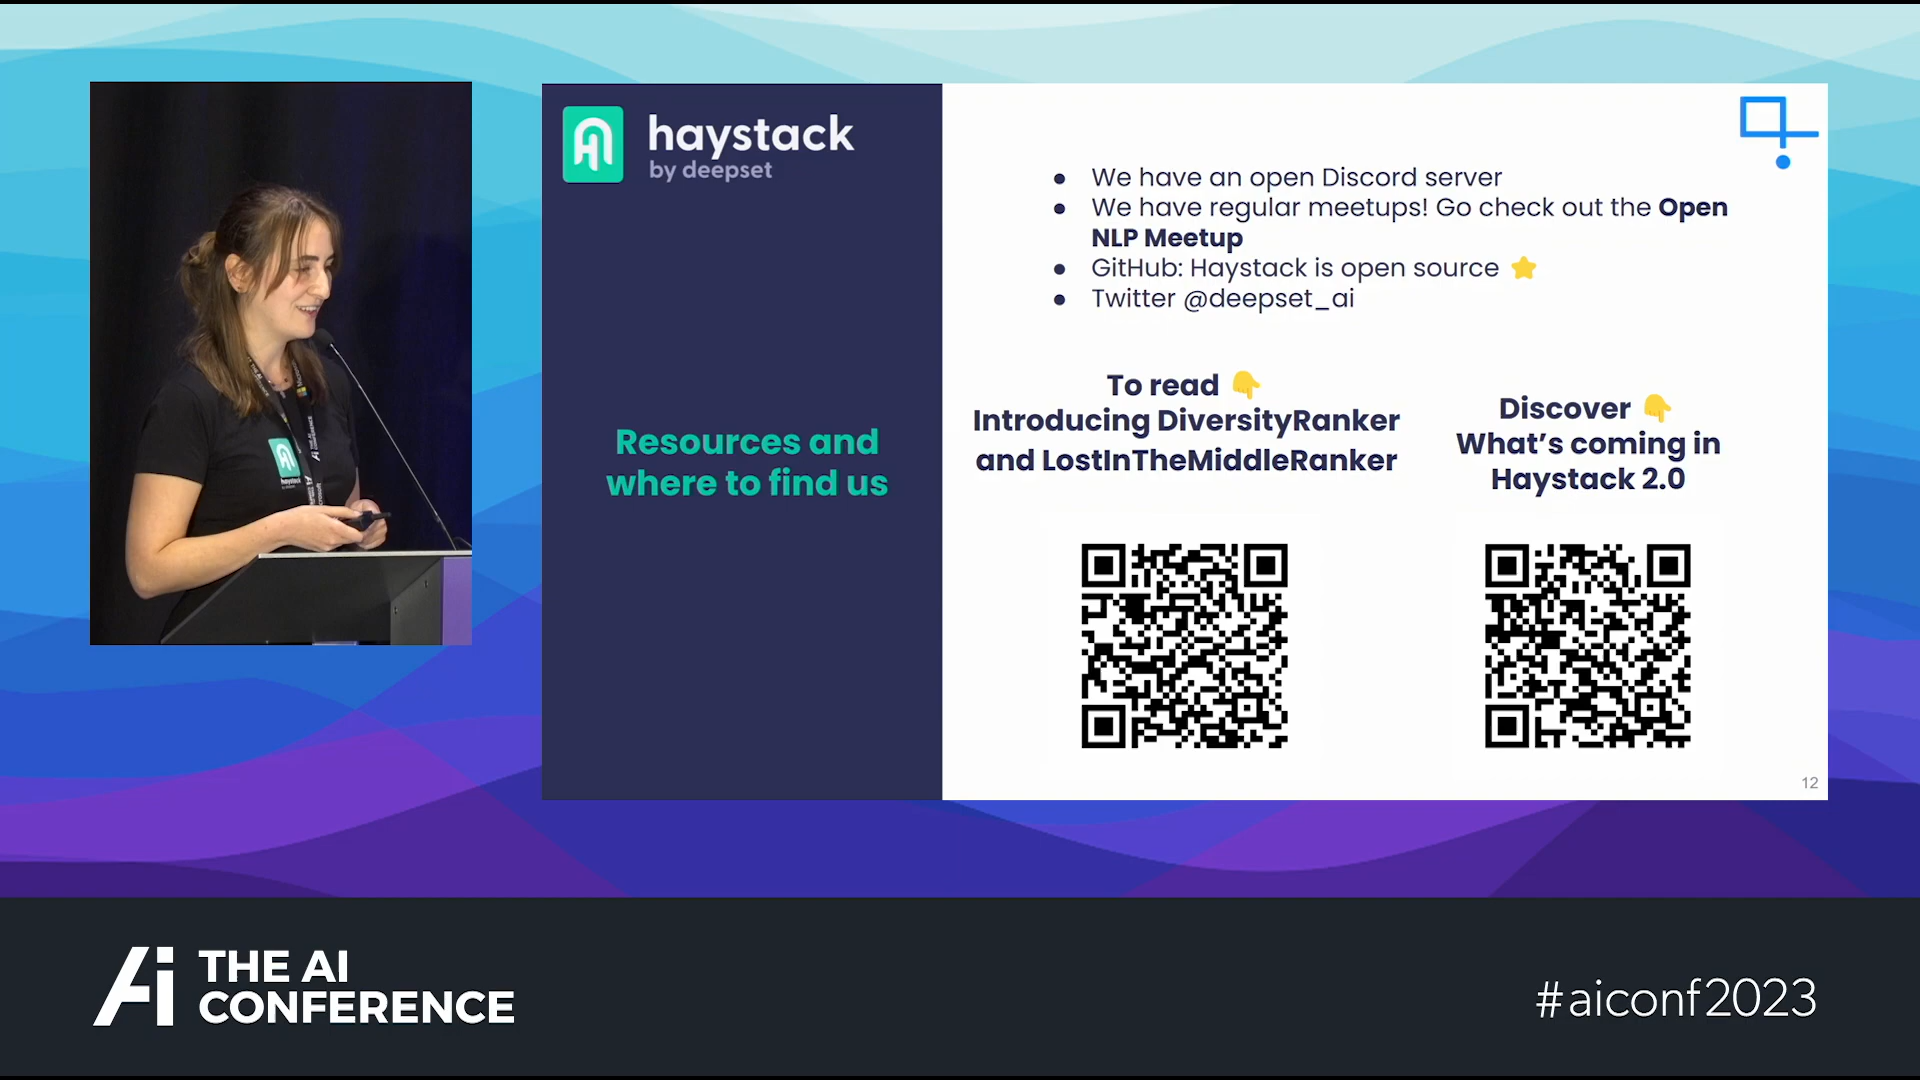 haystack
by deepset
Resources and
where to find us
● We have an open Discord server
● We have regular meetups! Go check out the Open
NLP Meetup
● GitHub: Haystack is open source ⭐
● Twitter @deepset_ai
To read 👇
Introducing DiversityRanker
and LostInTheMiddleRanker
Discover 👇
What's coming in
Haystack 2.0
12
haystack
THE AI
CONFERENCE
#aiconf2023